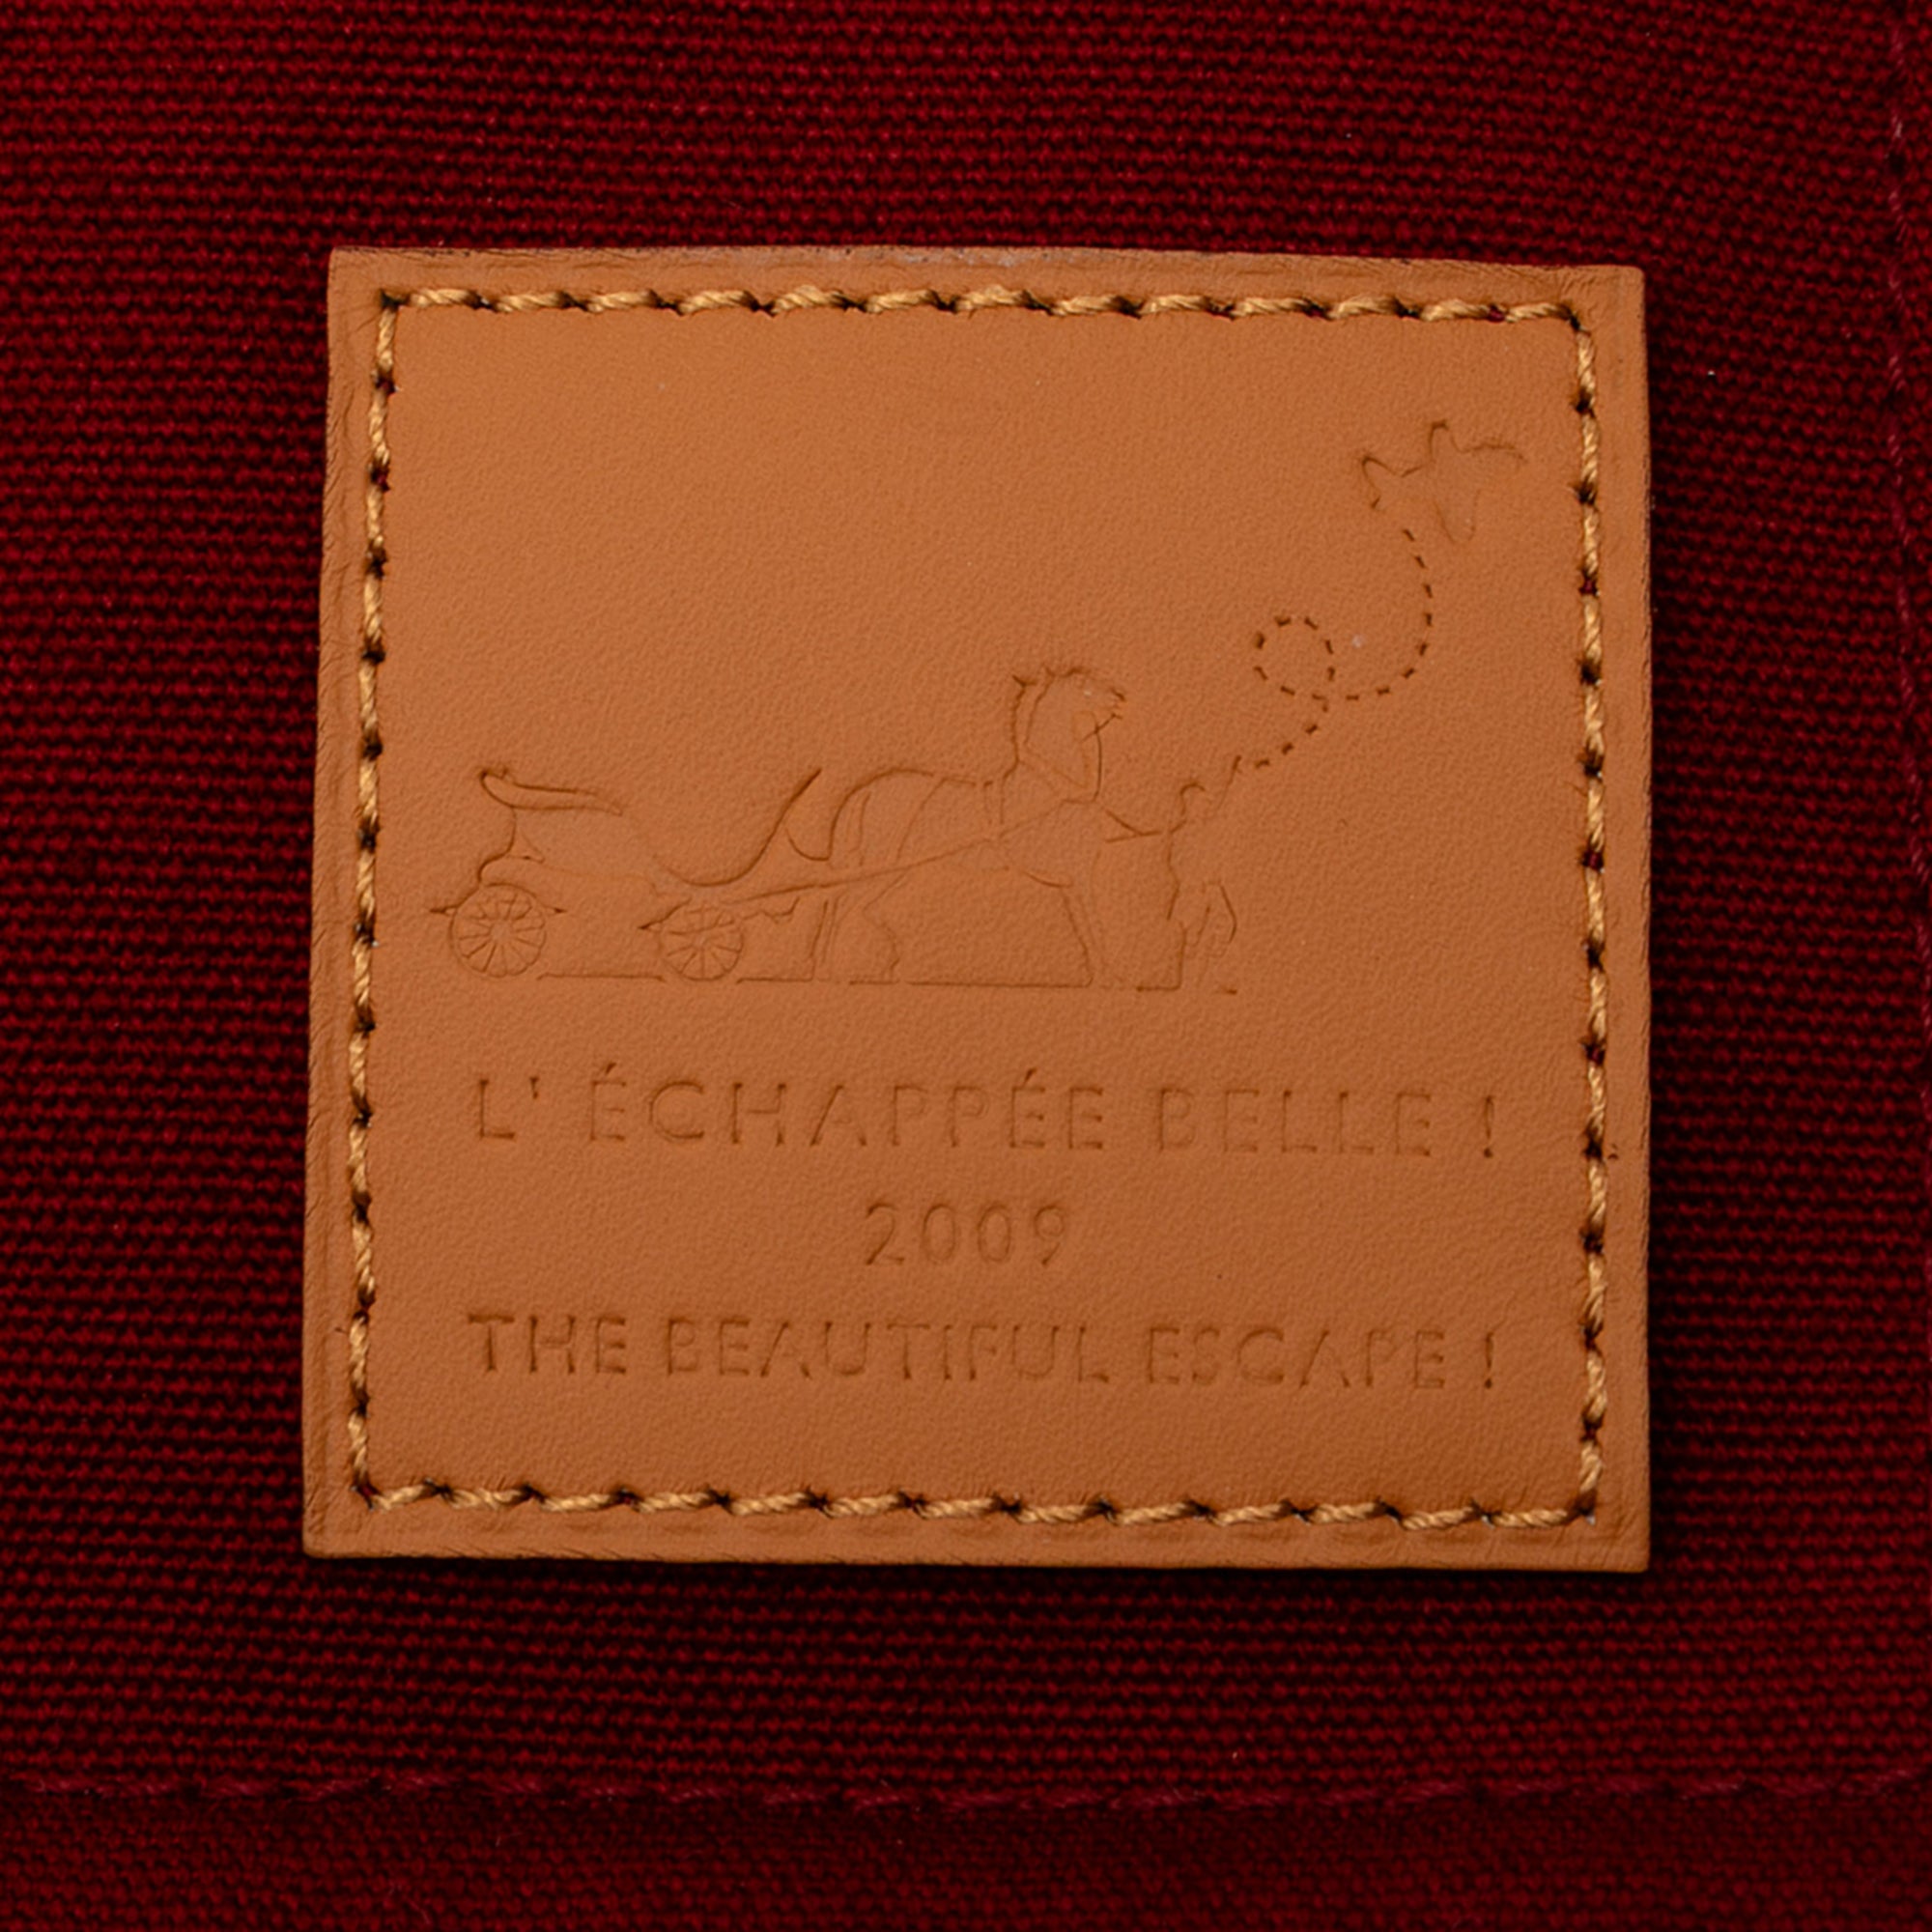 L' ÉCHAPPÉE BELLE !
2009
THE BEAUTIFUL ESCAPE !